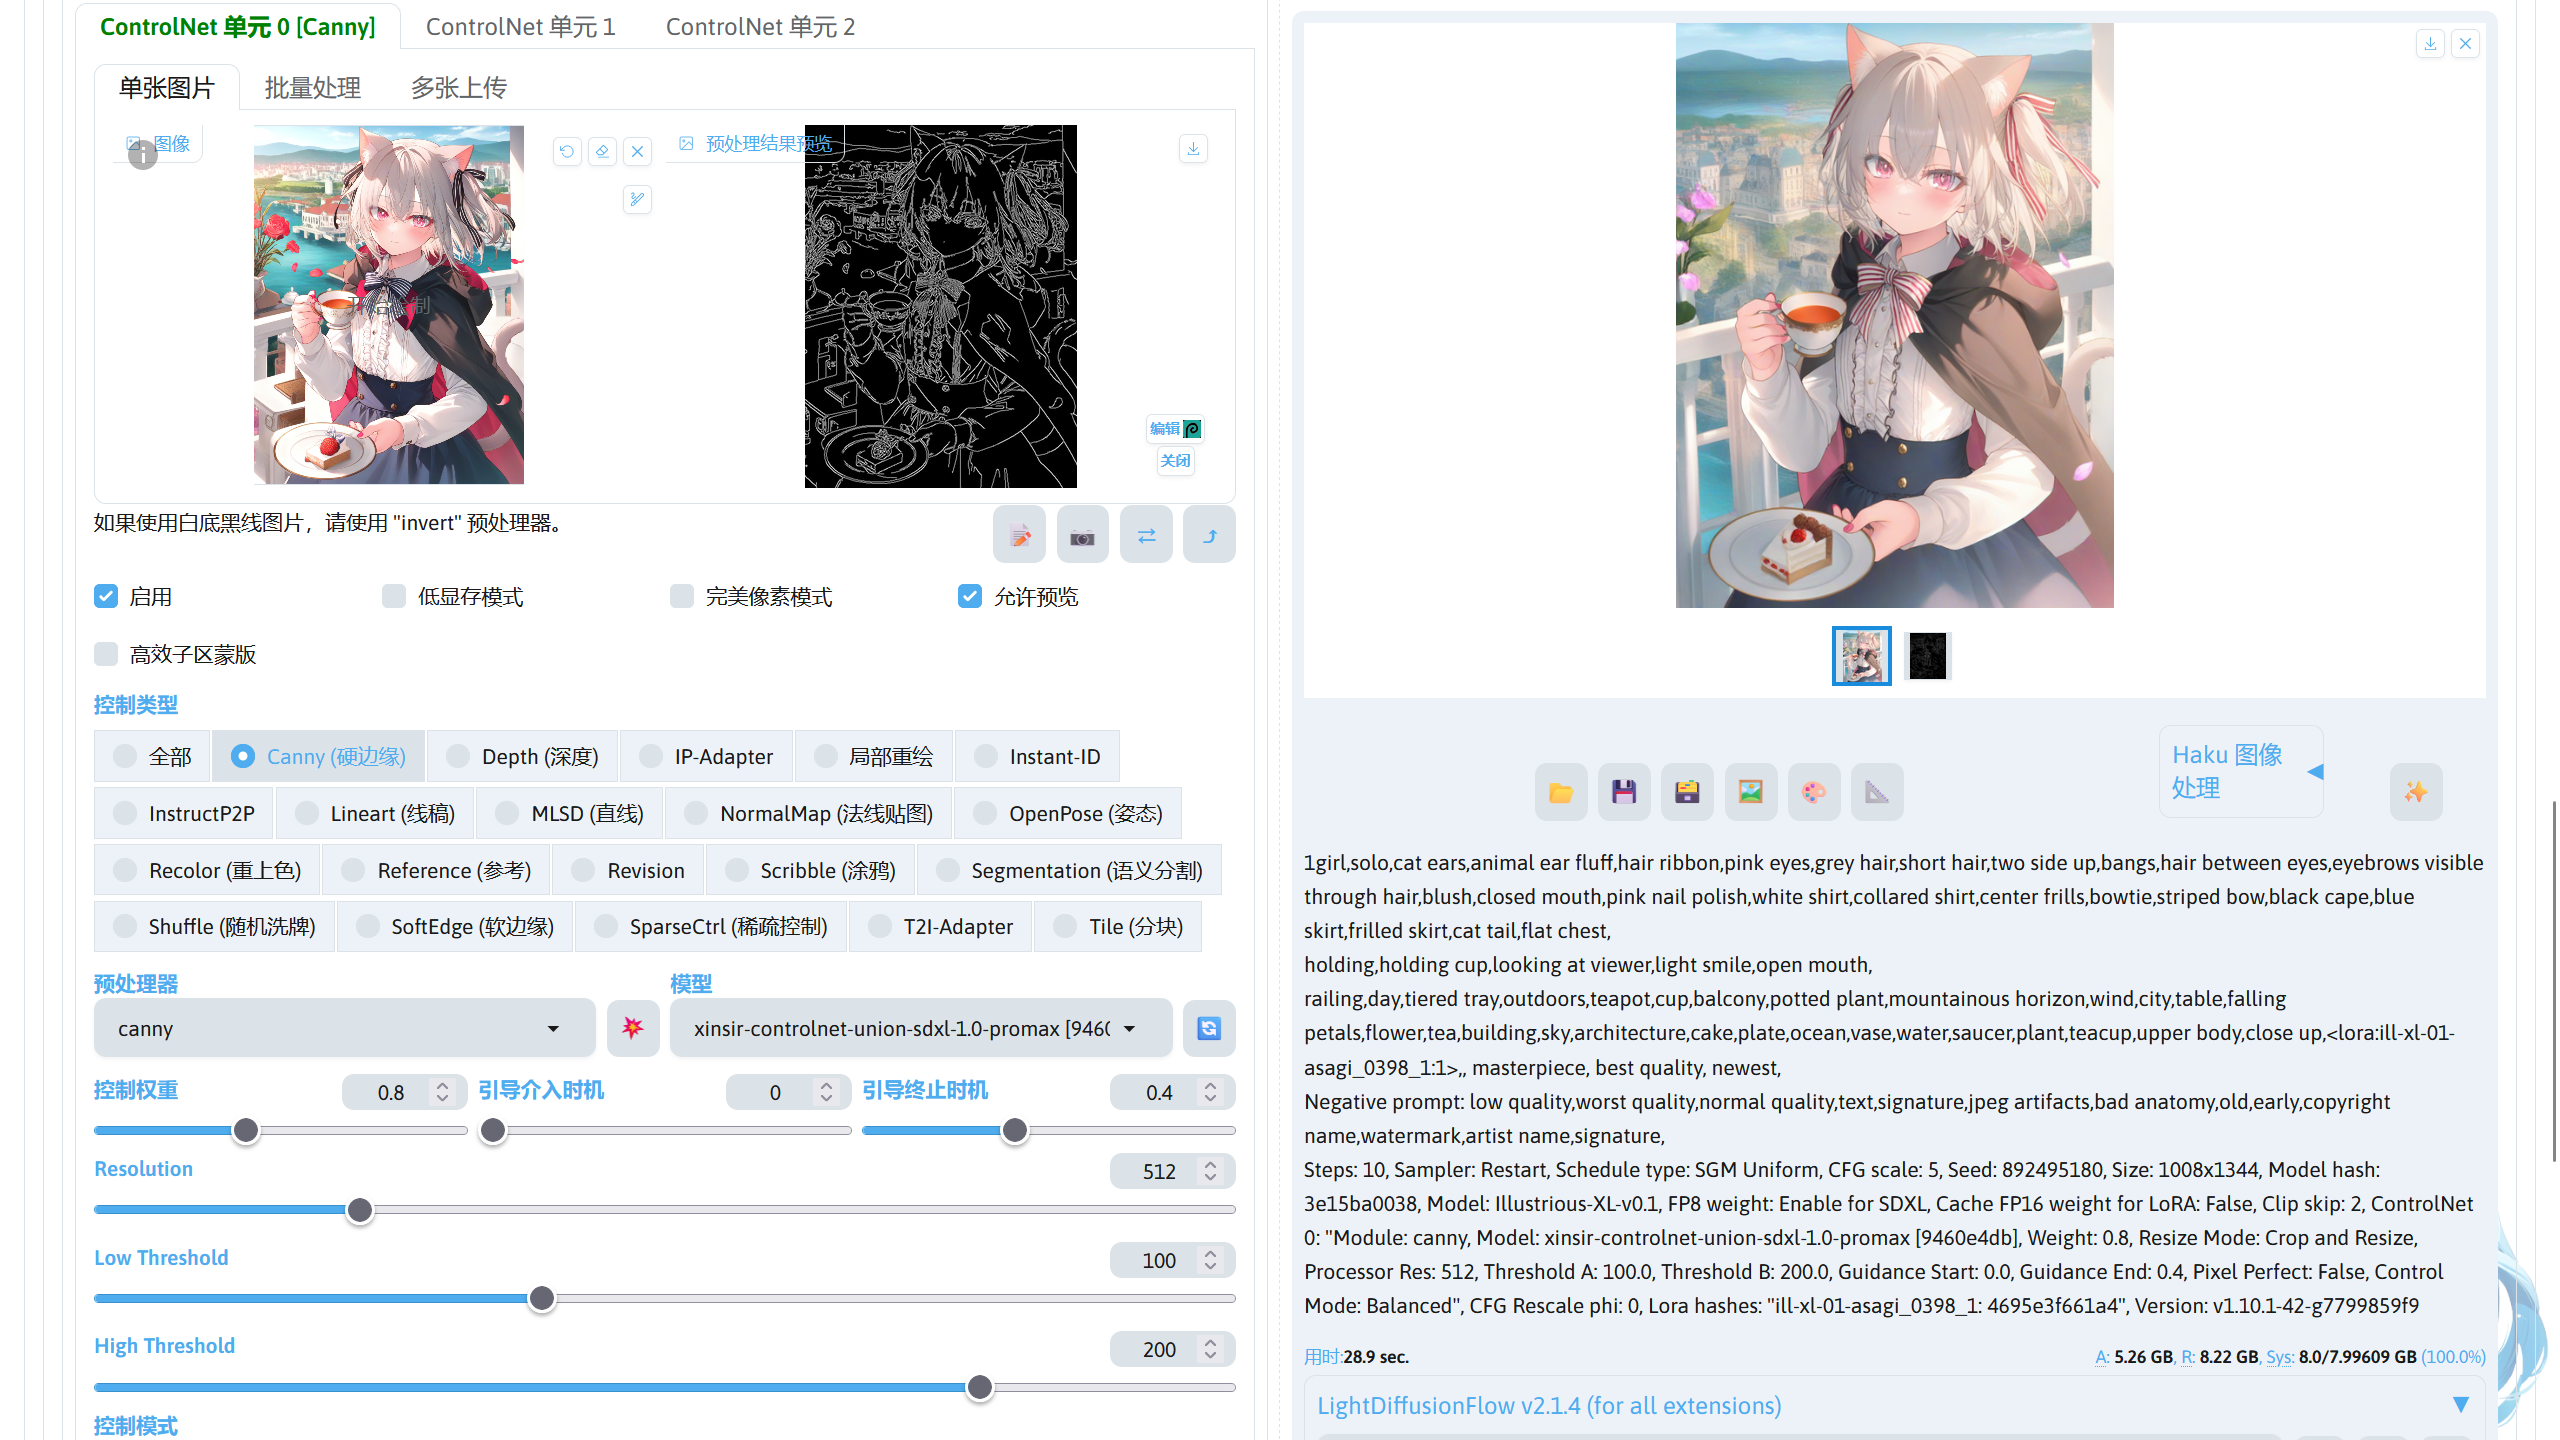 ControlNet 单元 0 [Canny]
ControlNet 单元 1
ControlNet 单元 2
单张图片
批量处理
多张上传
图像
预处理结果预览
编辑
关闭
如果使用白底黑线图片，请使用 "invert" 预处理器。
启用
低显存模式
完美像素模式
允许预览
高效子区蒙版
控制类型
全部
Canny (硬边缘)
Depth (深度)
IP-Adapter
局部重绘
Instant-ID
InstructP2P
Lineart (线稿)
MLSD (直线)
NormalMap (法线贴图)
OpenPose (姿态)
Recolor (重上色)
Reference (参考)
Revision
Scribble (涂鸦)
Segmentation (语义分割)
Shuffle (随机洗牌)
SoftEdge (软边缘)
SparseCtrl (稀疏控制)
T2I-Adapter
Tile (分块)
预处理器
模型
canny
xinsir-controlnet-union-sdxl-1.0-promax [946
控制权重
0.8
引导介入时机
0
引导终止时机
0.4
Resolution
512
Low Threshold
100
High Threshold
200
控制模式
Haku 图像
处理
1girl,solo,cat ears,animal ear fluff,hair ribbon,pink eyes,grey hair,short hair,two side up,bangs,hair between eyes,eyebrows visible
through hair,blush,closed mouth,pink nail polish,white shirt,collared shirt,center frills,bowtie,striped bow,black cape,blue
skirt,frilled skirt,cat tail,flat chest,
holding,holding cup,looking at viewer,light smile,open mouth,
railing,day,tiered tray,outdoors,teapot,cup,balcony,potted plant,mountainous horizon,wind,city,table,falling
petals,flower,tea,building,sky,architecture,cake,plate,ocean,vase,water,saucer,plant,teacup,upper body,close up,<lora:ill-xl-01-
asagi_0398_1:1>,, masterpiece, best quality, newest,
Negative prompt: low quality,worst quality,normal quality,text,signature,jpeg artifacts,bad anatomy,old,early,copyright
name,watermark,artist name,signature,
Steps: 10, Sampler: Restart, Schedule type: SGM Uniform, CFG scale: 5, Seed: 892495180, Size: 1008x1344, Model hash:
3e15ba0038, Model: Illustrious-XL-v0.1, FP8 weight: Enable for SDXL, Cache FP16 weight for LoRA: False, Clip skip: 2, ControlNet
0: "Module: canny, Model: xinsir-controlnet-union-sdxl-1.0-promax [9460e4db], Weight: 0.8, Resize Mode: Crop and Resize,
Processor Res: 512, Threshold A: 100.0, Threshold B: 200.0, Guidance Start: 0.0, Guidance End: 0.4, Pixel Perfect: False, Control
Mode: Balanced", CFG Rescale phi: 0, Lora hashes: "ill-xl-01-asagi_0398_1: 4695e3f661a4", Version: v1.10.1-42-g7799859f9
用时:28.9 sec.
A: 5.26 GB, R: 8.22 GB, Sys: 8.0/7.99609 GB (100.0%)
LightDiffusionFlow v2.1.4 (for all extensions)